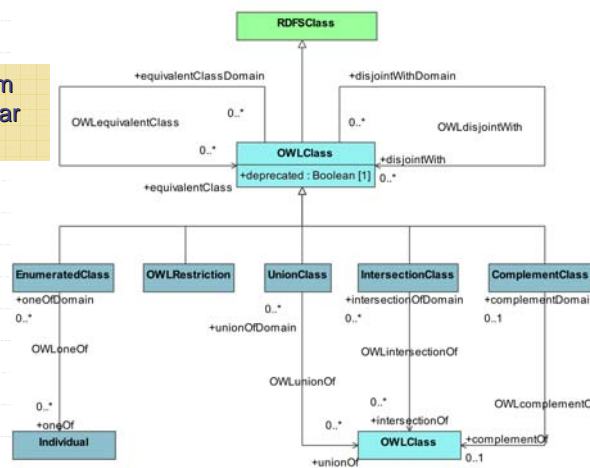 RDFSClass
+equivalentClassDomain
+disjointWithDomain
0..*
0..*
OWLequivalentClass
OWLdisjointWith
0..*
OWLClass
+disjointWith
+deprecated : Boolean [1]
0..*
+equivalentClass
EnumeratedClass
OWLRestriction
UnionClass
IntersectionClass
ComplementClass
+oneOfDomain
+intersectionOfDomain
+complementDomai
0..*
0..*
0..*
0..1
+unionOfDomain
OWLoneOf
OWLintersectionOf
OWLunionOf
0..*
0..*
OWLcomplementO
+oneOf
0..*
+intersectionOf
Individual
OWLClass
+complementOf
+unionOf
0..1